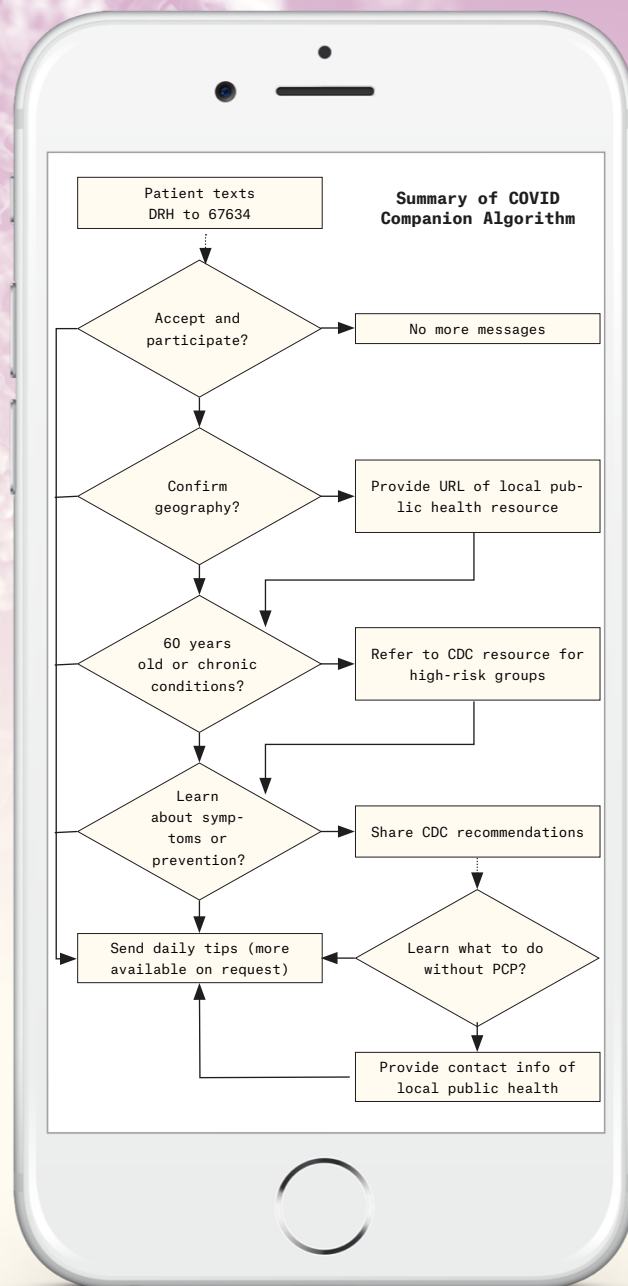 Patient texts
DRH to 67634
Summary of COVID
Companion Algorithm
Accept and
participate?
No more messages
Confirm
geography?
Provide URL of local pub-
lic health resource
60 years
old or chronic
conditions?
Refer to CDC resource for
high-risk groups
Learn
about symp-
toms or
prevention?
Share CDC recommendations
Send daily tips (more
available on request)
Learn what to do
without PCP?
Provide contact info of
local public health